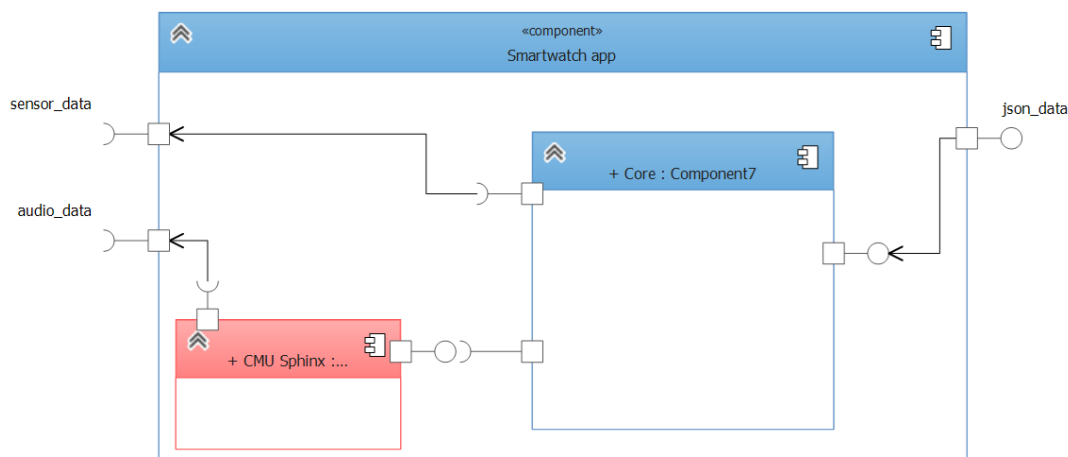 «component»
Smartwatch app
sensor_data
json_data
+ Core : Component7
audio_data
+ CMU Sphinx :...